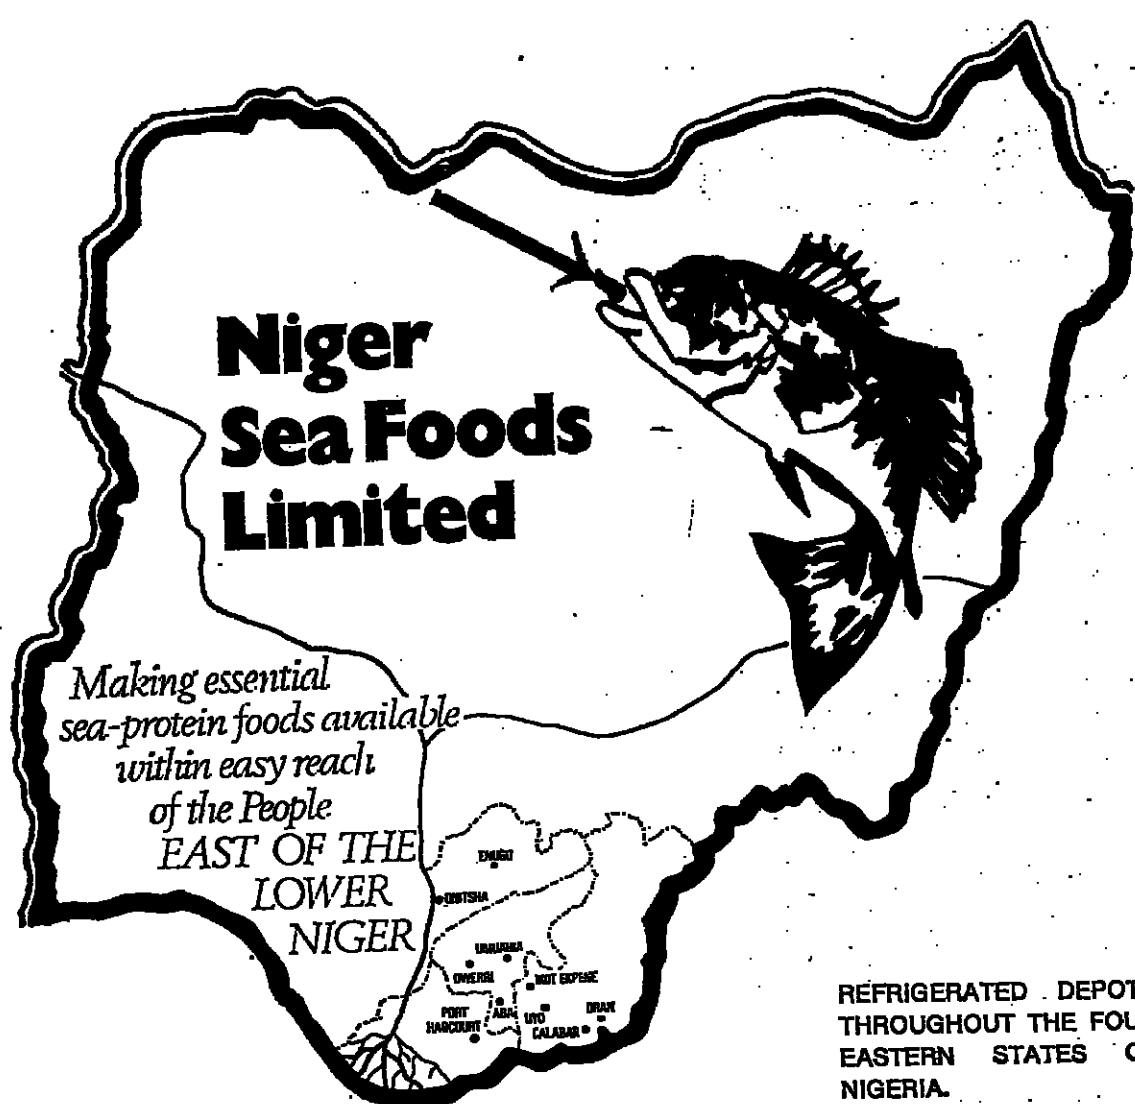 Niger
Sea Foods
Limited
Making essential
sea-protein foods available
within easy reach
of the People
EAST OF THE
LOWER
NIGER
ENUGU
ONITSHA
UMUAHIA
OWERRI
IKOT EKPENE
PORT
HARCOURT
ABA
UYO
ORAN
CALABAR
REFRIGERATED DEPOT
THROUGHOUT THE FOU
EASTERN STATES O
NIGERIA.